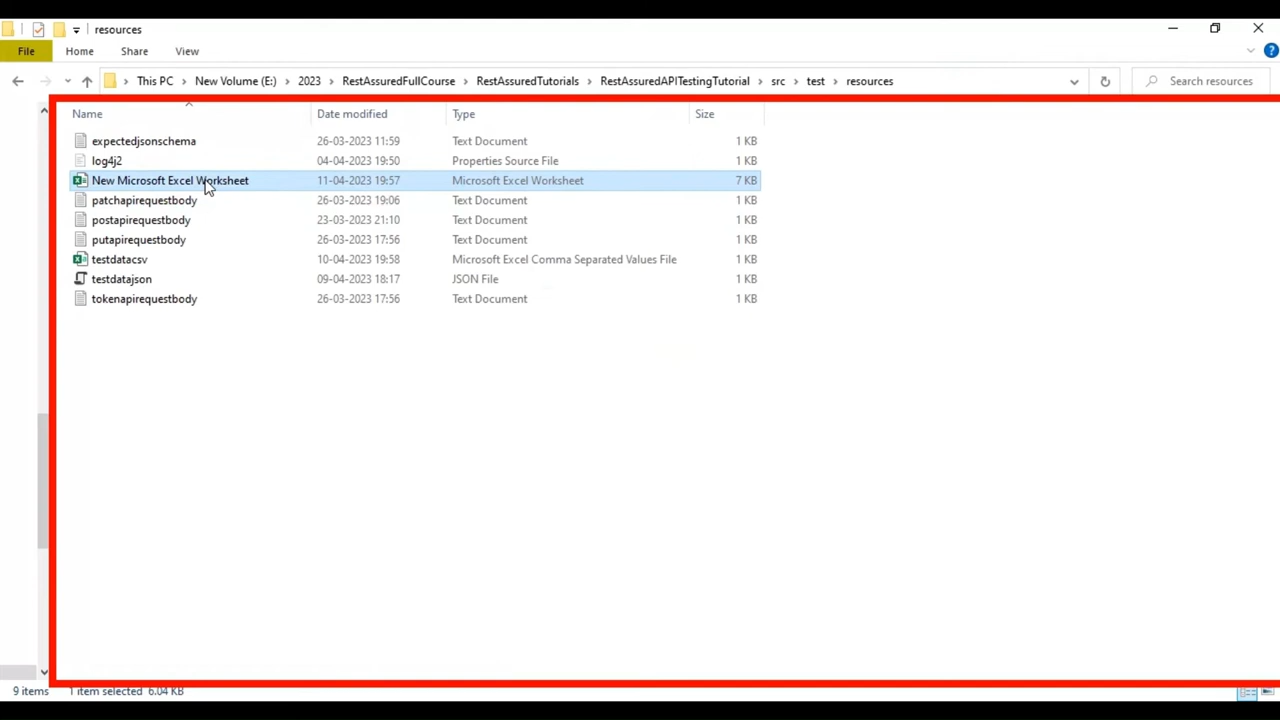 resources
File Home Share View
This PC New Volume (E:) 2023 RestAssuredFullCourse RestAssuredTutorials RestAssuredAPITestingTutorial src test resources Search resources
Name Date modified Type Size
expectedjsonschema 26-03-2023 11:59 Text Document 1 KB
log4j2 04-04-2023 19:50 Properties Source File 1 KB
New Microsoft Excel Worksheet 11-04-2023 19:57 Microsoft Excel Worksheet 7 KB
patchapirequestbody 26-03-2023 19:06 Text Document 1 KB
postapirequestbody 23-03-2023 21:10 Text Document 1 KB
putapirequestbody 26-03-2023 17:56 Text Document 1 KB
testdatacsv 10-04-2023 19:58 Microsoft Excel Comma Separated Values File 1 KB
testdatajson 09-04-2023 18:17 JSON File 1 KB
tokenapirequestbody 26-03-2023 17:56 Text Document 1 KB
9 items 1 item selected 6.04 KB